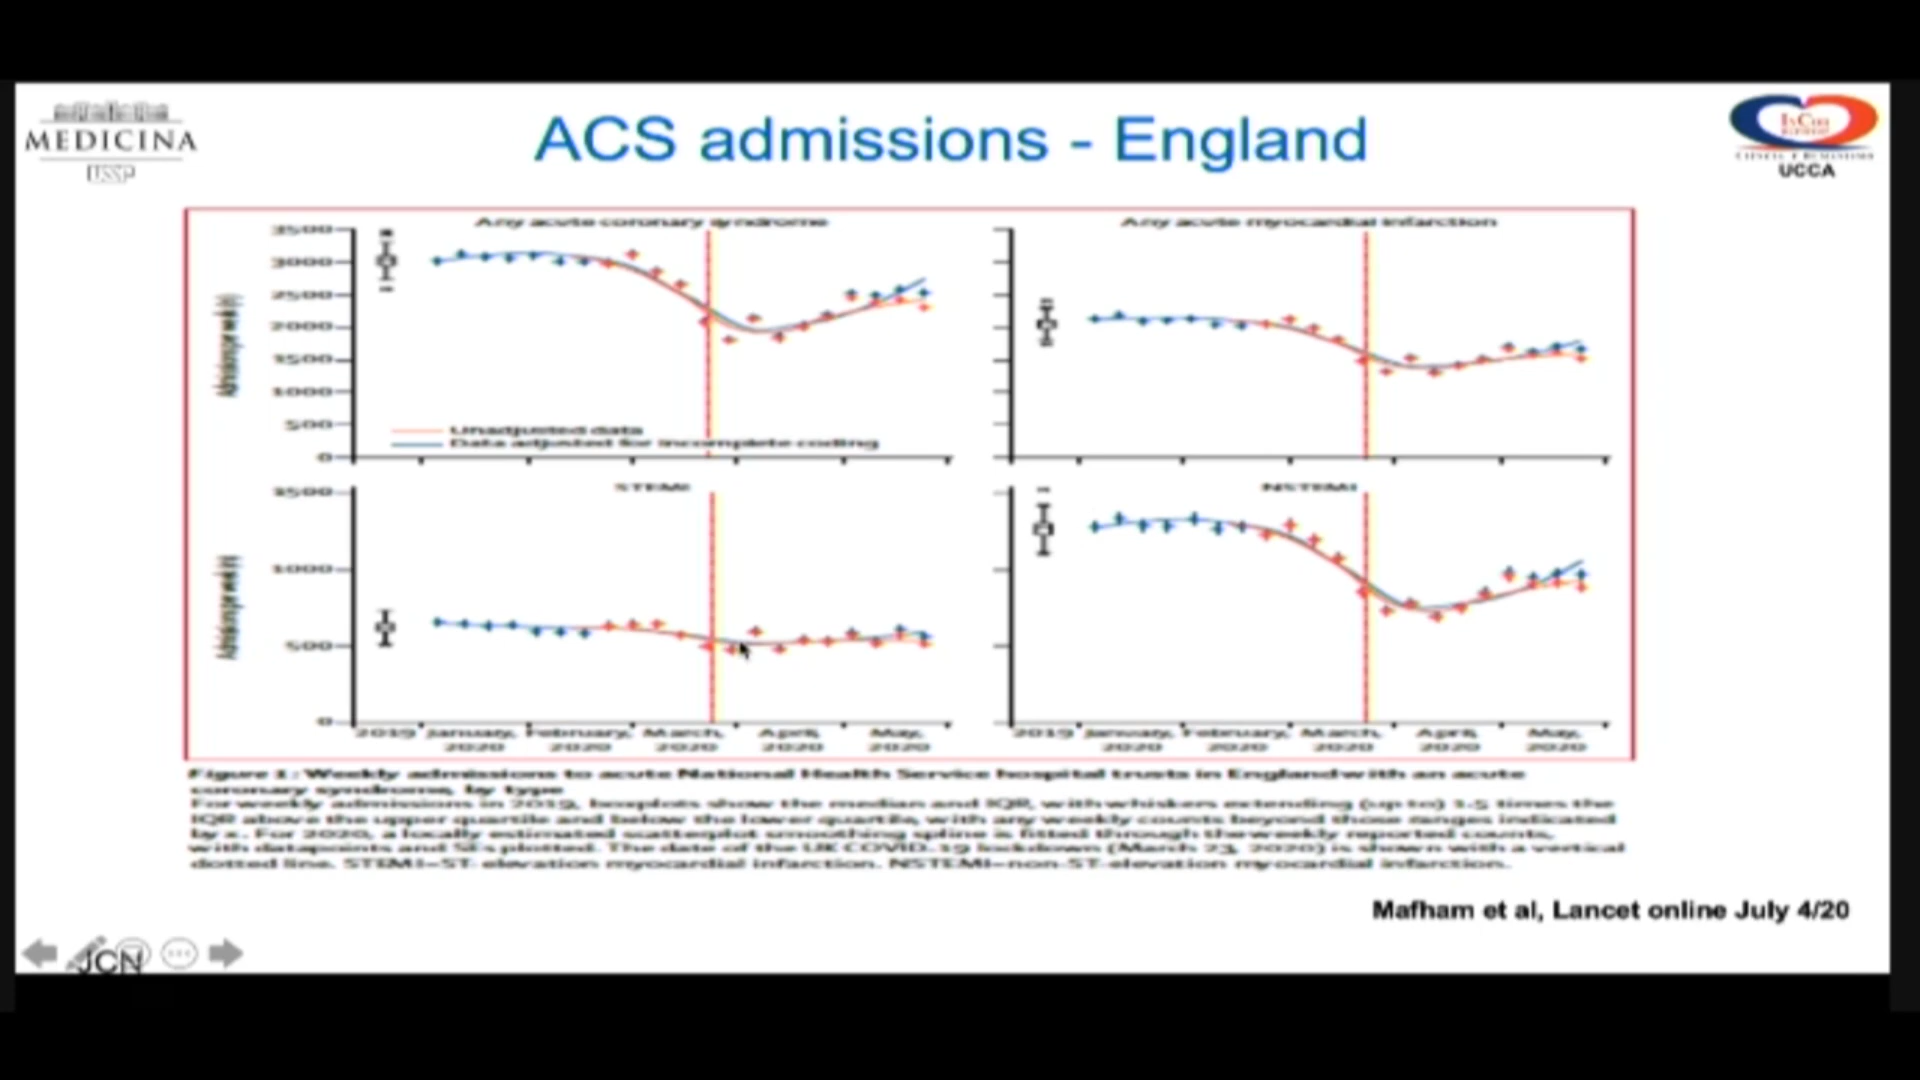 MEDICINA
USSP
ACS admissions - England
InCor
UCCA
Any acute coronary syndrome
Any acute myocardial infarction
3500
3000
2500
2000
1500
1000
500
0
Unadjusted data
Data adjusted for incomplete coding
STEMI
NSTEMI
1500
1000
500
0
2019 January, February, March, April, May,
2020 2020 2020 2020 2020
2019 January, February, March, April, May,
2020 2020 2020 2020 2020
Figure 1: Weekly admissions to acute National Health Service hospital trusts in England with an acute
coronary syndrome, by type
For weekly admissions in 2019, boxplots show the median and IQR, with whiskers extending (up to) 1.5 times the
IQR above the upper quartile and below the lower quartile, with any weekly counts beyond those ranges indicated
by x. For 2020, a locally estimated scatterplot smoothing spline is fitted through the weekly reported counts,
with datapoints and SEs plotted. The date of the UK COVID-19 lockdown (March 23, 2020) is shown with a vertical
dotted line. STEMI=ST-elevation myocardial infarction. NSTEMI=non-ST-elevation myocardial infarction.
Mafham et al, Lancet online July 4/20
JCN